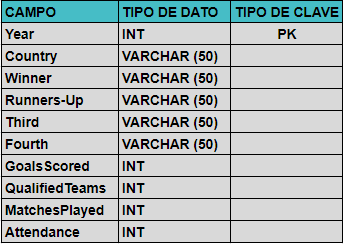 CAMPO TIPO DE DATO TIPO DE CLAVE
Year INT PK
Country VARCHAR (50)
Winner VARCHAR (50)
Runners-Up VARCHAR (50)
Third VARCHAR (50)
Fourth VARCHAR (50)
GoalsScored INT
QualifiedTeams INT
MatchesPlayed INT
Attendance INT